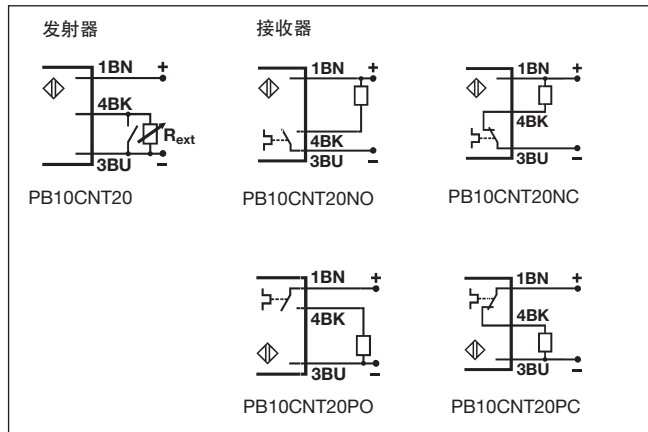 发射器
接收器
1BN +
4BK
Rext
3BU −
PB10CNT20
1BN +
4BK
3BU −
PB10CNT20NO
1BN +
4BK
3BU −
PB10CNT20NC
1BN +
4BK
3BU −
PB10CNT20PO
1BN +
4BK
3BU −
PB10CNT20PC